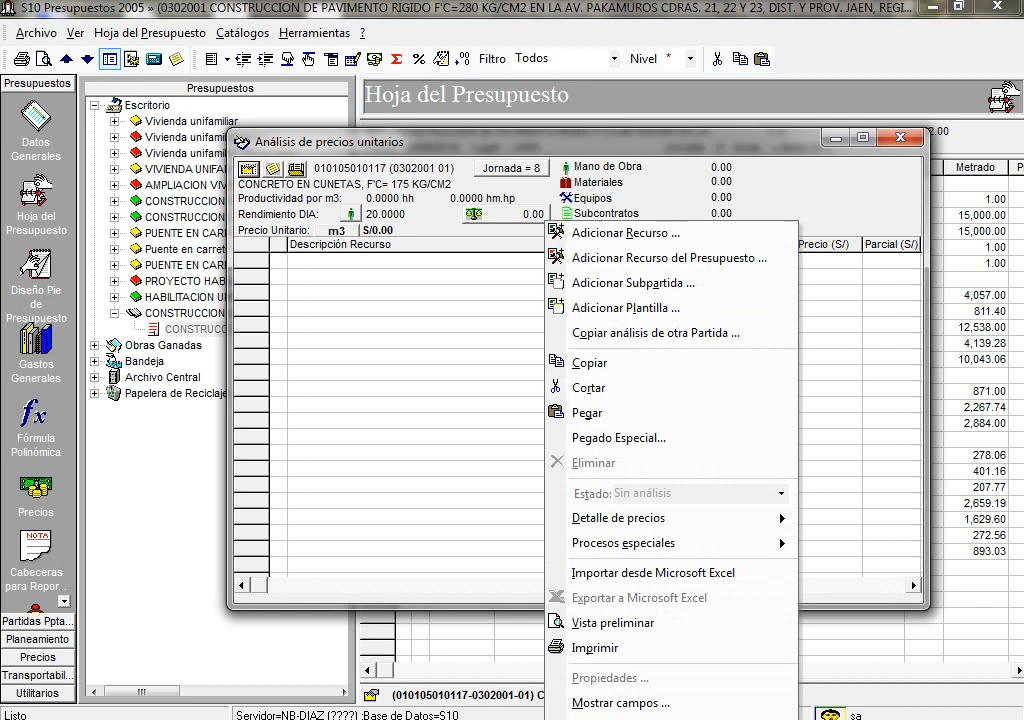 S10 Presupuestos 2005 » (0302001 CONSTRUCCION DE PAVIMENTO RIGIDO F'C=280 KG/CM2 EN LA AV. PAKAMUROS CDRAS. 21, 22 Y 23, DIST. Y PROV. JAEN, REGI...
Archivo Ver Hoja del Presupuesto Catálogos Herramientas ?
Filtro Todos Nivel *
Presupuestos
Datos
Generales
Hoja del
Presupuesto
Diseño Pie
de
Presupuesto
Gastos
Generales
fx
Fórmula
Polinómica
Precios
NOTA
Cabeceras
para Repor...
Partidas Ppta...
Planeamiento
Precios
Transportabil...
Utilitarios
Presupuestos
Escritorio
Vivienda unifamiliar
Vivienda unifami
Vivienda unifami
VIVIENDA UNIFA
AMPLIACION VIV
CONSTRUCCION
CONSTRUCCION
PUENTE EN CAR
Puente en carret
PUENTE EN CARI
PROYECTO HAB
HABILITACION U
CONSTRUCCION
CONSTRUCC
Obras Ganadas
Bandeja
Archivo Central
Papelera de Reciclaje
Hoja del Presupuesto
2.00
Metrado
1.00
15,000.00
15,000.00
1.00
1.00
4,057.00
811.40
12,538.00
4,139.28
10,043.06
871.00
2,267.74
2,884.00
278.06
401.16
207.77
2,659.19
1,629.60
272.56
893.03
Análisis de precios unitarios
010105010117 (0302001 01) Jornada = 8
CONCRETO EN CUNETAS, F'C= 175 KG/CM2
Productividad por m3: 0.0000 hh 0.0000 hm.hp
Rendimiento DIA: 20.0000 0.00
Precio Unitario: m3 S/0.00
Mano de Obra 0.00
Materiales 0.00
Equipos 0.00
Subcontratos 0.00
Descripción Recurso Precio (S/) Parcial (S/)
Adicionar Recurso ...
Adicionar Recurso del Presupuesto ...
Adicionar Subpartida ...
Adicionar Plantilla ...
Copiar análisis de otra Partida ...
Copiar
Cortar
Pegar
Pegado Especial...
Eliminar
Estado: Sin análisis
Detalle de precios
Procesos especiales
Importar desde Microsoft Excel
Exportar a Microsoft Excel
Vista preliminar
Imprimir
Propiedades ...
Mostrar campos ...
(010105010117-0302001-01) C
Listo Servidor=NB-DIAZ (????) ;Base de Datos=S10 sa